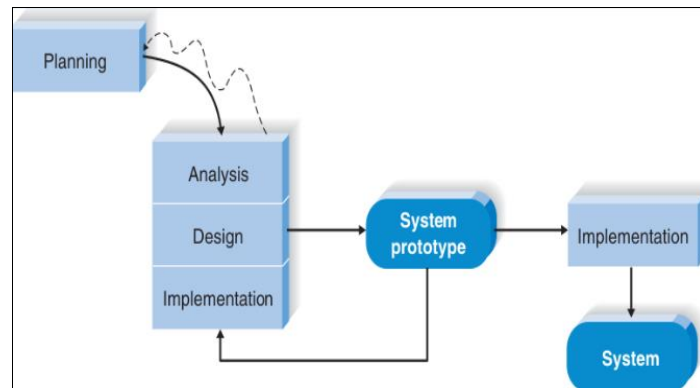 Planning
Analysis
Design
Implementation
System
prototype
Implementation
System